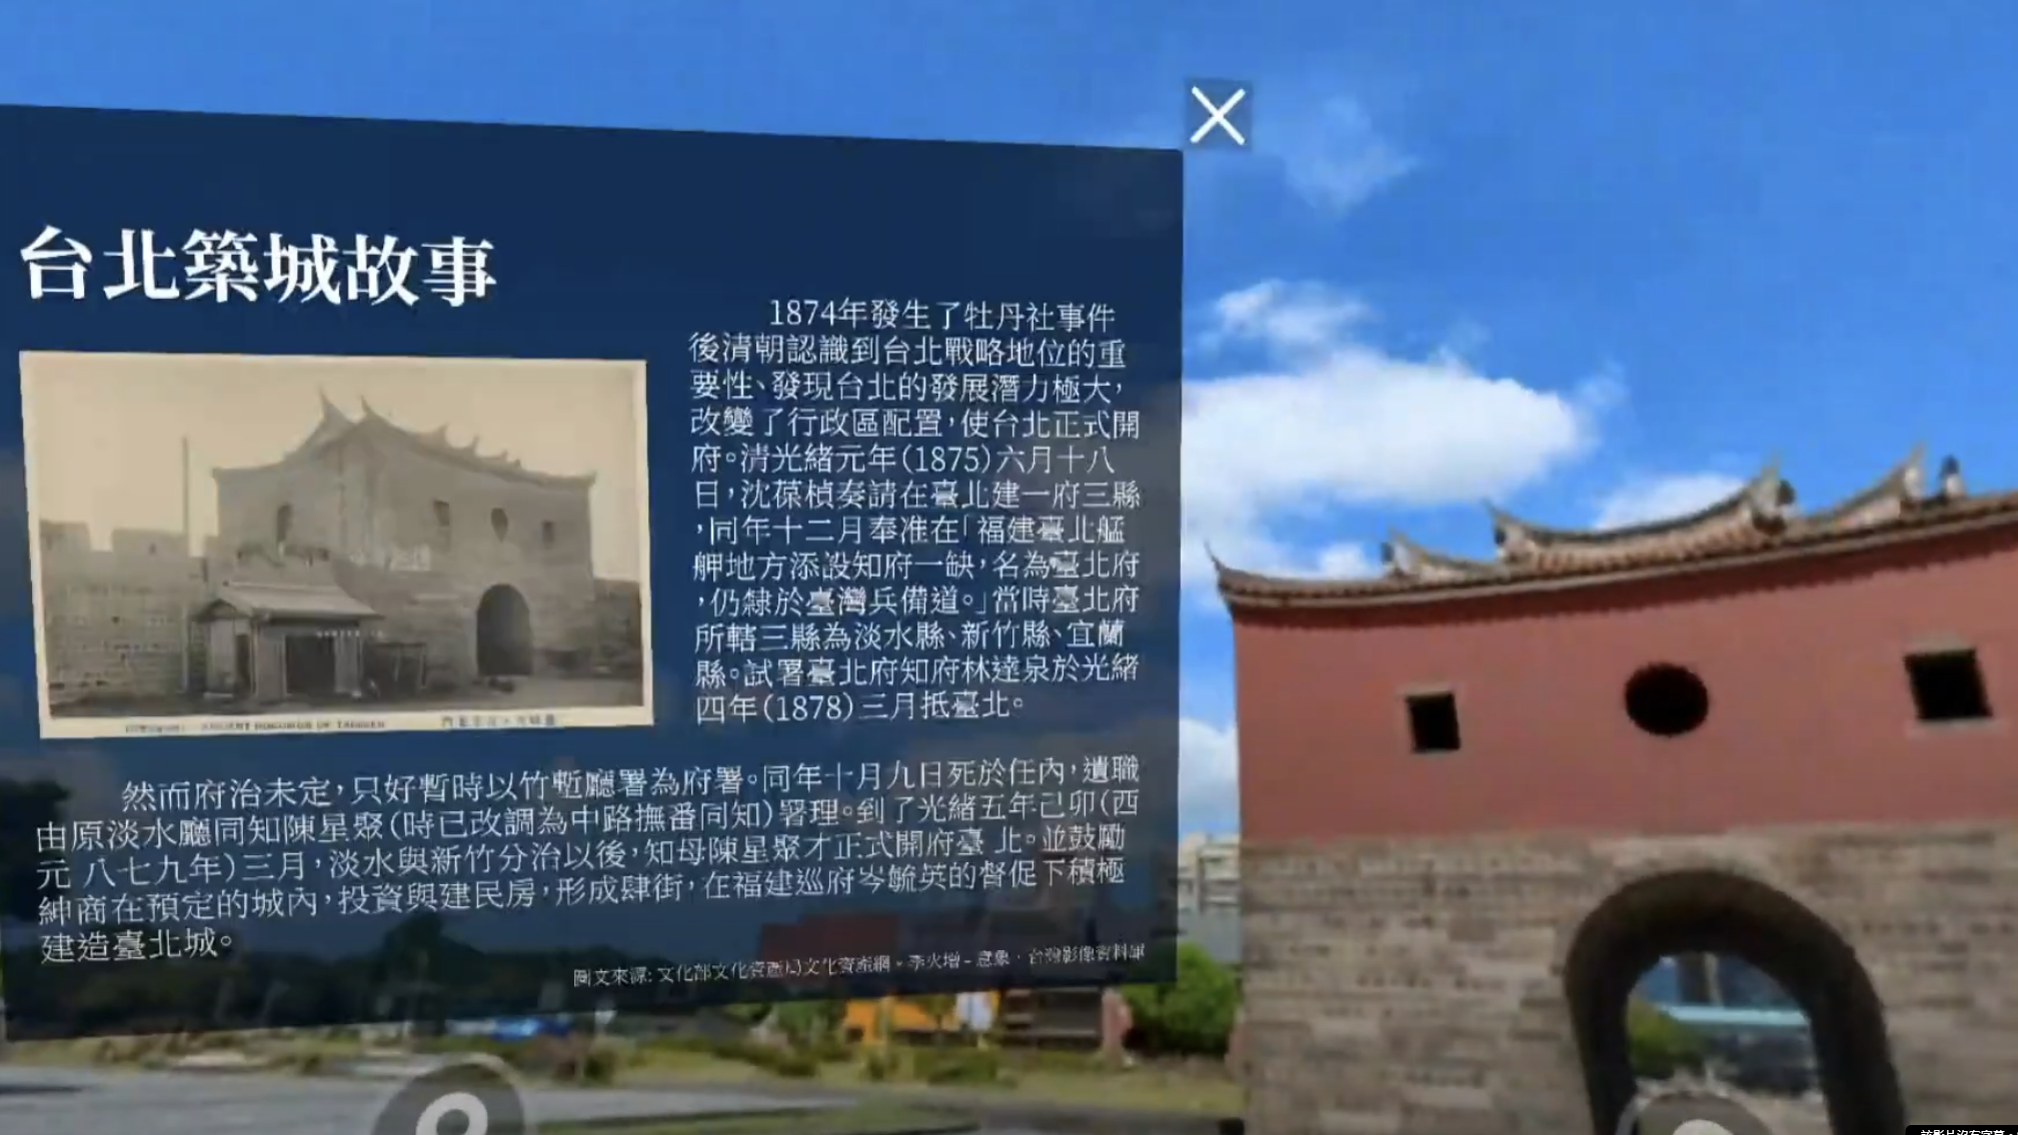 台北築城故事
1874年發生了牡丹社事件
後清朝認識到台北戰略地位的重
要性、發現台北的發展潛力極大,
改變了行政區配置,使台北正式開
府。清光緒元年(1875)六月十八
日,沈葆楨奏請在臺北建一府三縣
,同年十二月奉准在「福建臺北艋
舺地方添設知府一缺,名為臺北府
,仍隸於臺灣兵備道。」當時臺北府
所轄三縣為淡水縣、新竹縣、宜蘭
縣。試署臺北府知府林達泉於光緒
四年(1878)三月抵臺北。
然而府治未定,只好暫時以竹塹廳署為府署。同年十月九日死於任內,遺職
由原淡水廳同知陳星聚(時已改調為中路撫番同知)署理。到了光緒五年己卯(西
元 八七九年)三月,淡水與新竹分治以後,知母陳星聚才正式開府臺 北。並鼓勵
紳商在預定的城內,投資與建民房,形成肆街,在福建巡府岑毓英的督促下積極
建造臺北城。
圖文來源: 文化部文化資產局文化資產網、李火增 - 意象・台灣影像資料庫
該影片沒有字幕